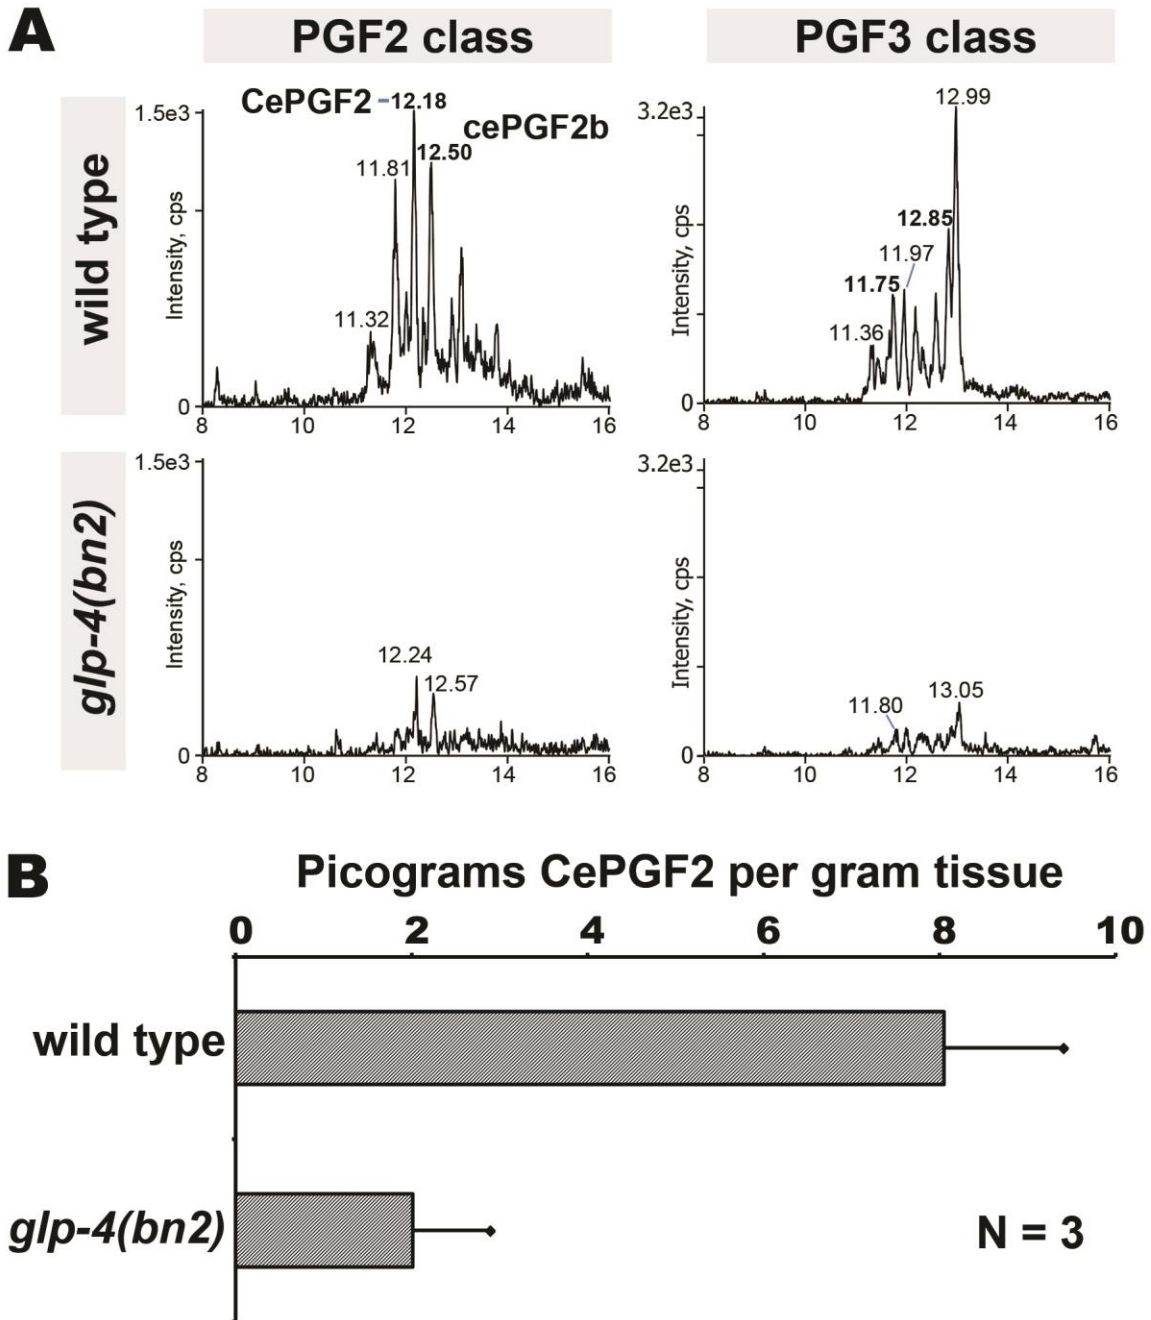 A
PGF2 class
PGF3 class
wild type
CePGF2
12.18
cePGF2b
12.50
11.81
11.32
1.5e3
Intensity, cps
0
8 10 12 14 16
12.99
12.85
11.97
11.75
11.36
3.2e3
Intensity, cps
0
8 10 12 14 16
glp-4(bn2)
1.5e3
Intensity, cps
12.24
12.57
0
8 10 12 14 16
3.2e3
Intensity, cps
11.80
13.05
0
8 10 12 14 16
B
Picograms CePGF2 per gram tissue
0 2 4 6 8 10
wild type
glp-4(bn2)
N = 3